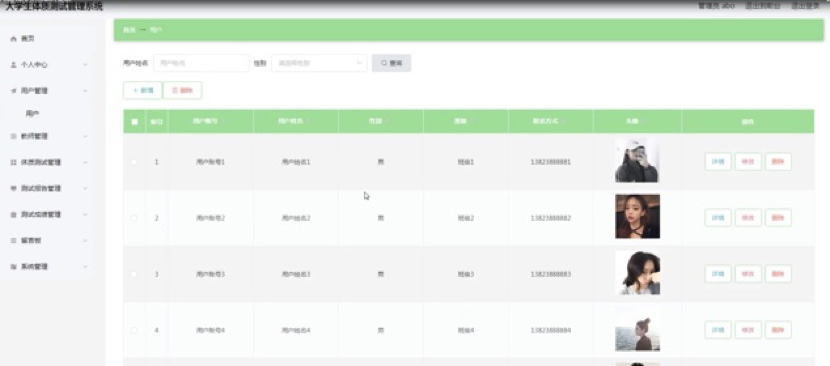 大学生体质测试管理系统
管理员 abo 退出到前台 退出登录
首页
个人中心
用户管理
用户
教师管理
体质测试管理
测试报告管理
测试成绩管理
留言板
系统管理
首页 用户
用户姓名 用户姓名 性别 请选择性别 查询
+ 新增 删除
索引 用户账号 用户姓名 性别 班级 联系方式 头像 操作
1 用户账号1 用户姓名1 班级1 13823888881 详情 修改 删除
2 用户账号2 用户姓名2 班级2 13823888882 详情 修改 删除
3 用户账号3 用户姓名3 班级3 13823888883 详情 修改 删除
4 用户账号4 用户姓名4 班级4 13823888884 详情 修改 删除